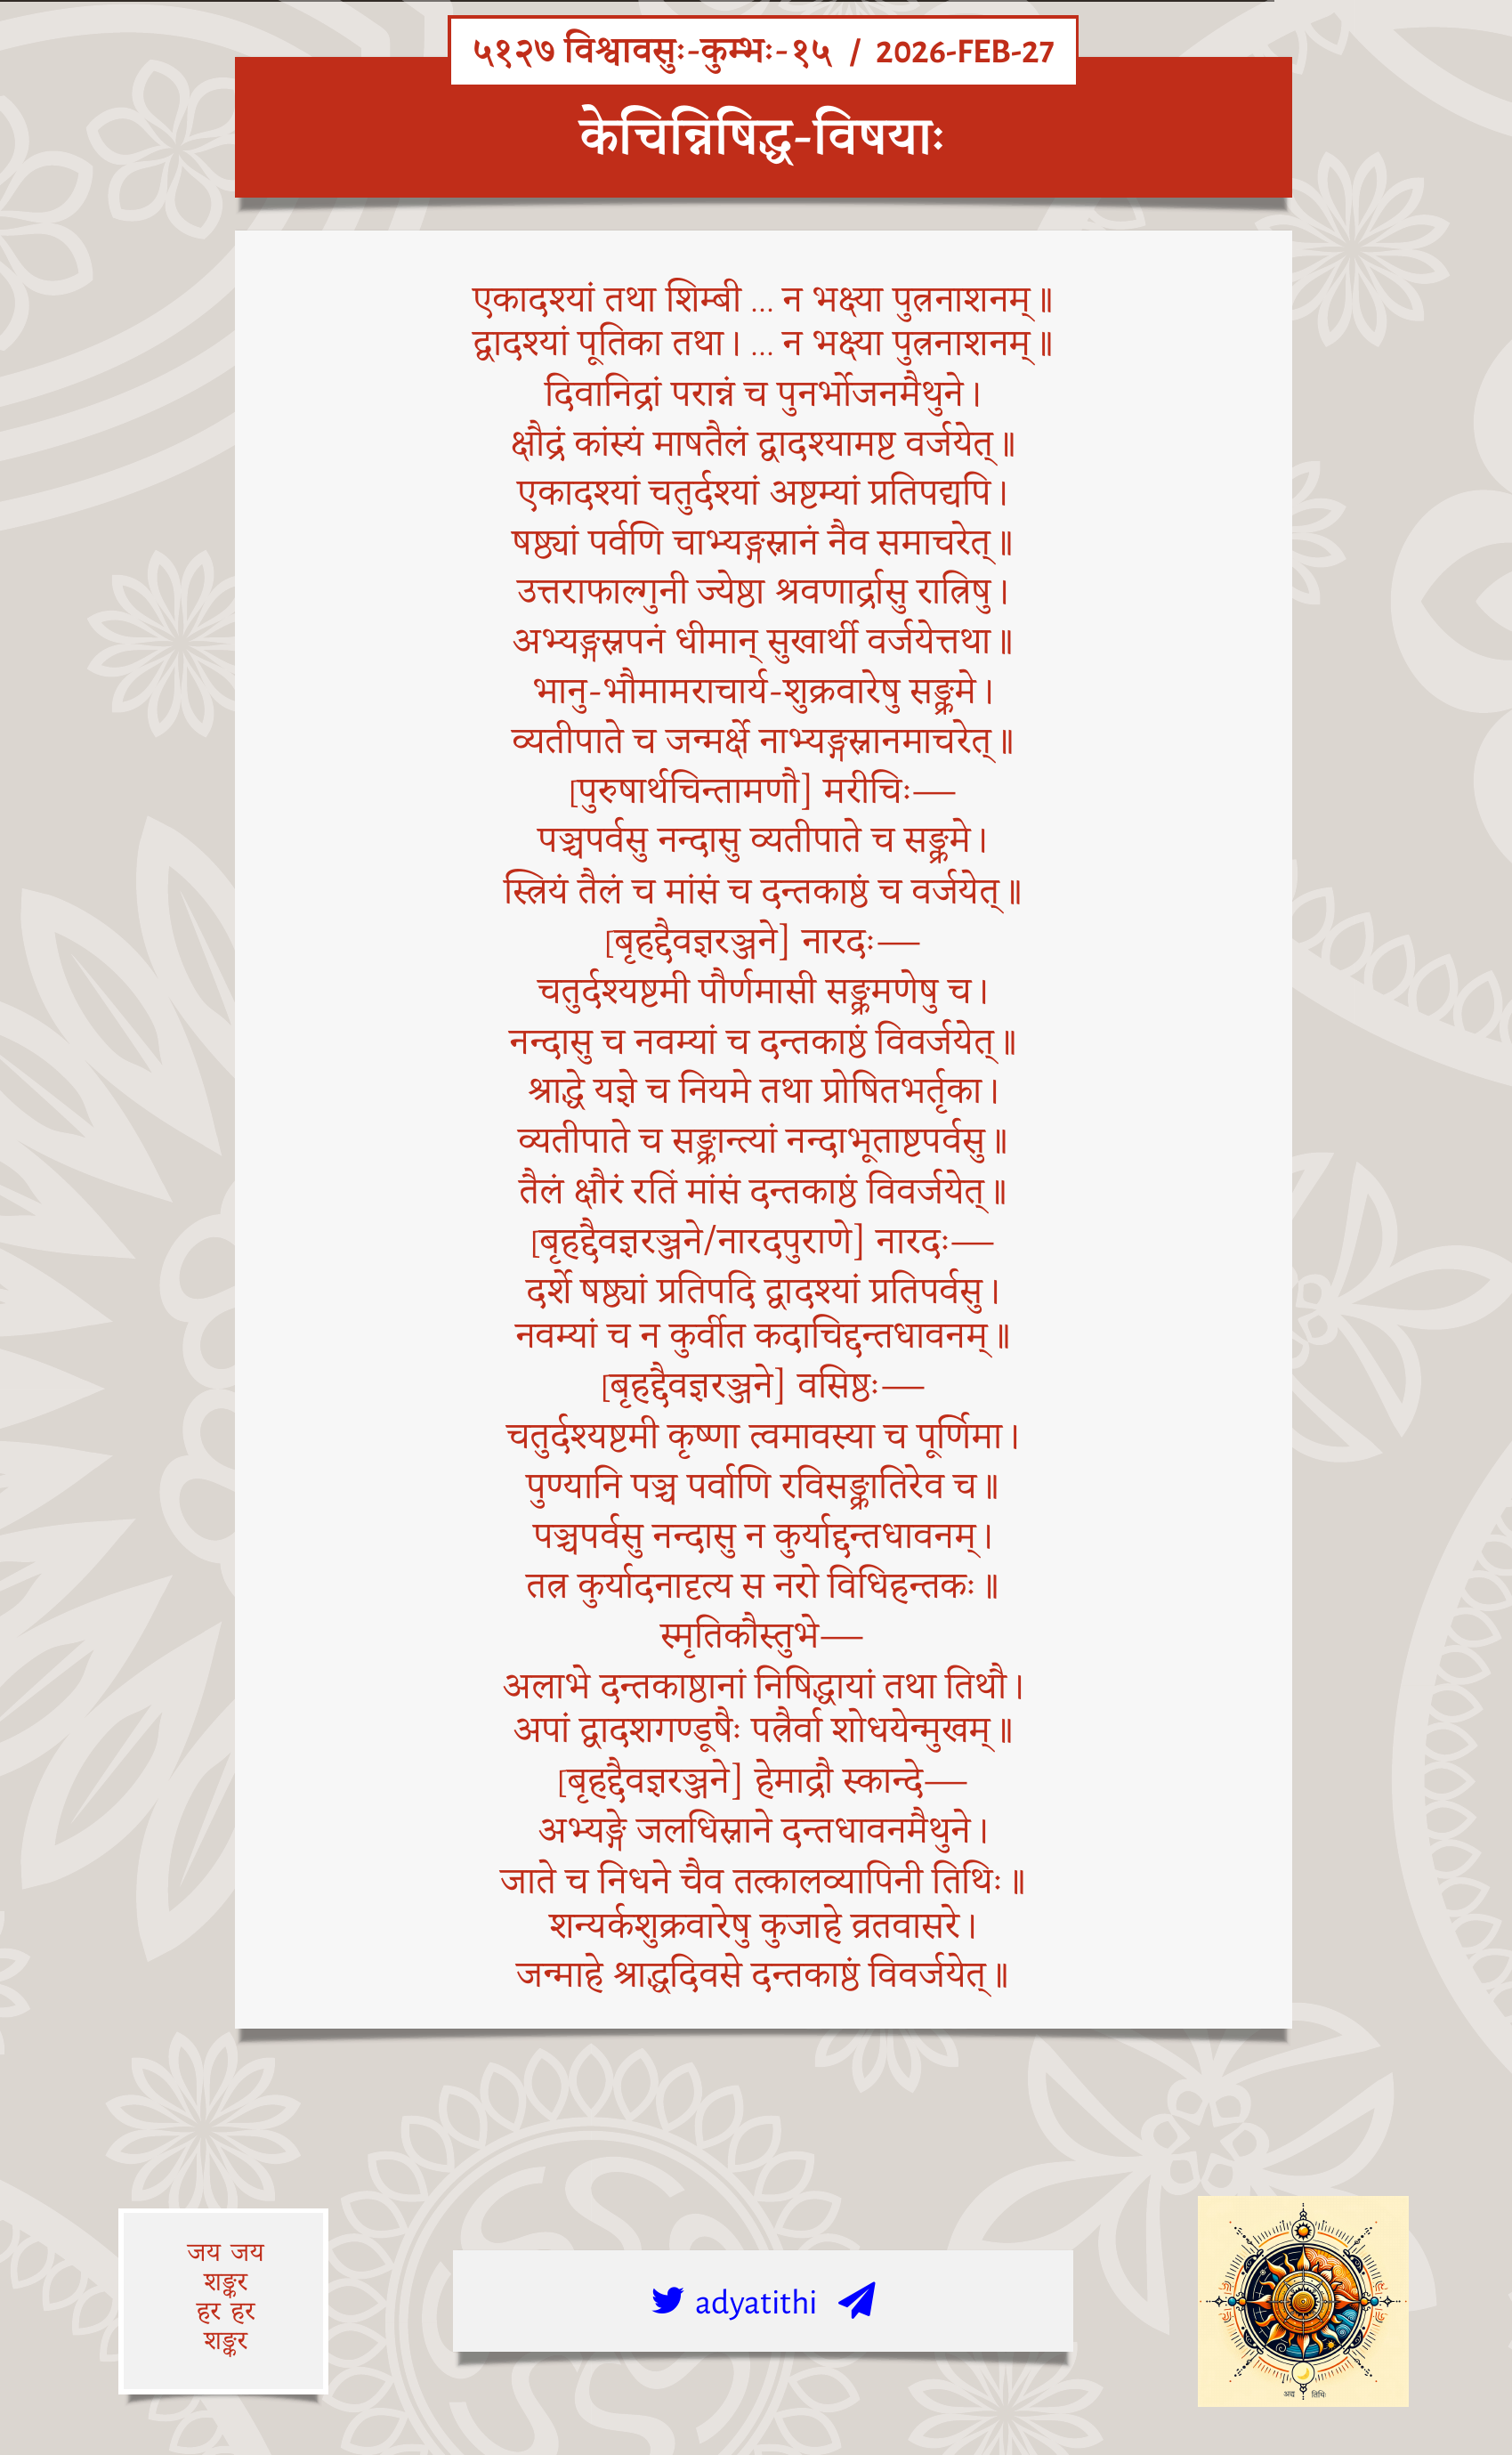 ५१२७ विश्वावसुः-कुम्भः-१५ / 2026-FEB-27
केचिन्निषिद्ध-विषयाः
एकादश्यां तथा शिम्बी … न भक्ष्या पुत्रनाशनम्॥
द्वादश्यां पूतिका तथा। … न भक्ष्या पुत्रनाशनम्॥
दिवानिद्रां परान्नं च पुनर्भोजनमैथुने।
क्षौद्रं कांस्यं माषतैलं द्वादश्यामष्ट वर्जयेत्॥
एकादश्यां चतुर्दश्यां अष्टम्यां प्रतिपद्यपि।
षष्ठ्यां पर्वणि चाभ्यङ्गस्नानं नैव समाचरेत्॥
उत्तराफाल्गुनी ज्येष्ठा श्रवणार्द्रासु रात्रिषु।
अभ्यङ्गस्नपनं धीमान् सुखार्थी वर्जयेत्तथा॥
भानु-भौमामराचार्य-शुक्रवारेषु सङ्क्रमे।
व्यतीपाते च जन्मर्क्षे नाभ्यङ्गस्नानमाचरेत्॥
[पुरुषार्थचिन्तामणौ] मरीचिः—
पञ्चपर्वसु नन्दासु व्यतीपाते च सङ्क्रमे।
स्त्रियं तैलं च मांसं च दन्तकाष्ठं च वर्जयेत्॥
[बृहद्दैवज्ञरञ्जने] नारदः—
चतुर्दश्यष्टमी पौर्णमासी सङ्क्रमणेषु च।
नन्दासु च नवम्यां च दन्तकाष्ठं विवर्जयेत्॥
श्राद्धे यज्ञे च नियमे तथा प्रोषितभर्तृका।
व्यतीपाते च सङ्क्रान्त्यां नन्दाभूताष्टपर्वसु॥
तैलं क्षौरं रतिं मांसं दन्तकाष्ठं विवर्जयेत्॥
[बृहद्दैवज्ञरञ्जने/नारदपुराणे] नारदः—
दर्शे षष्ठ्यां प्रतिपदि द्वादश्यां प्रतिपर्वसु।
नवम्यां च न कुर्वीत कदाचिद्दन्तधावनम्॥
[बृहद्दैवज्ञरञ्जने] वसिष्ठः—
चतुर्दश्यष्टमी कृष्णा त्वमावस्या च पूर्णिमा।
पुण्यानि पञ्च पर्वाणि रविसङ्क्रातिरेव च॥
पञ्चपर्वसु नन्दासु न कुर्याद्दन्तधावनम्।
तत्र कुर्यादनादृत्य स नरो विधिहन्तकः॥
स्मृतिकौस्तुभे—
अलाभे दन्तकाष्ठानां निषिद्धायां तथा तिथौ।
अपां द्वादशगण्डूषैः पत्रैर्वा शोधयेन्मुखम्॥
[बृहद्दैवज्ञरञ्जने] हेमाद्रौ स्कान्दे—
अभ्यङ्गे जलधिस्नाने दन्तधावनमैथुने।
जाते च निधने चैव तत्कालव्यापिनी तिथिः॥
शन्यर्कशुक्रवारेषु कुजाहे व्रतवासरे।
जन्माहे श्राद्धदिवसे दन्तकाष्ठं विवर्जयेत्॥
जय जय
शङ्कर
हर हर
शङ्कर
adyatithi
अद्य तिथिः